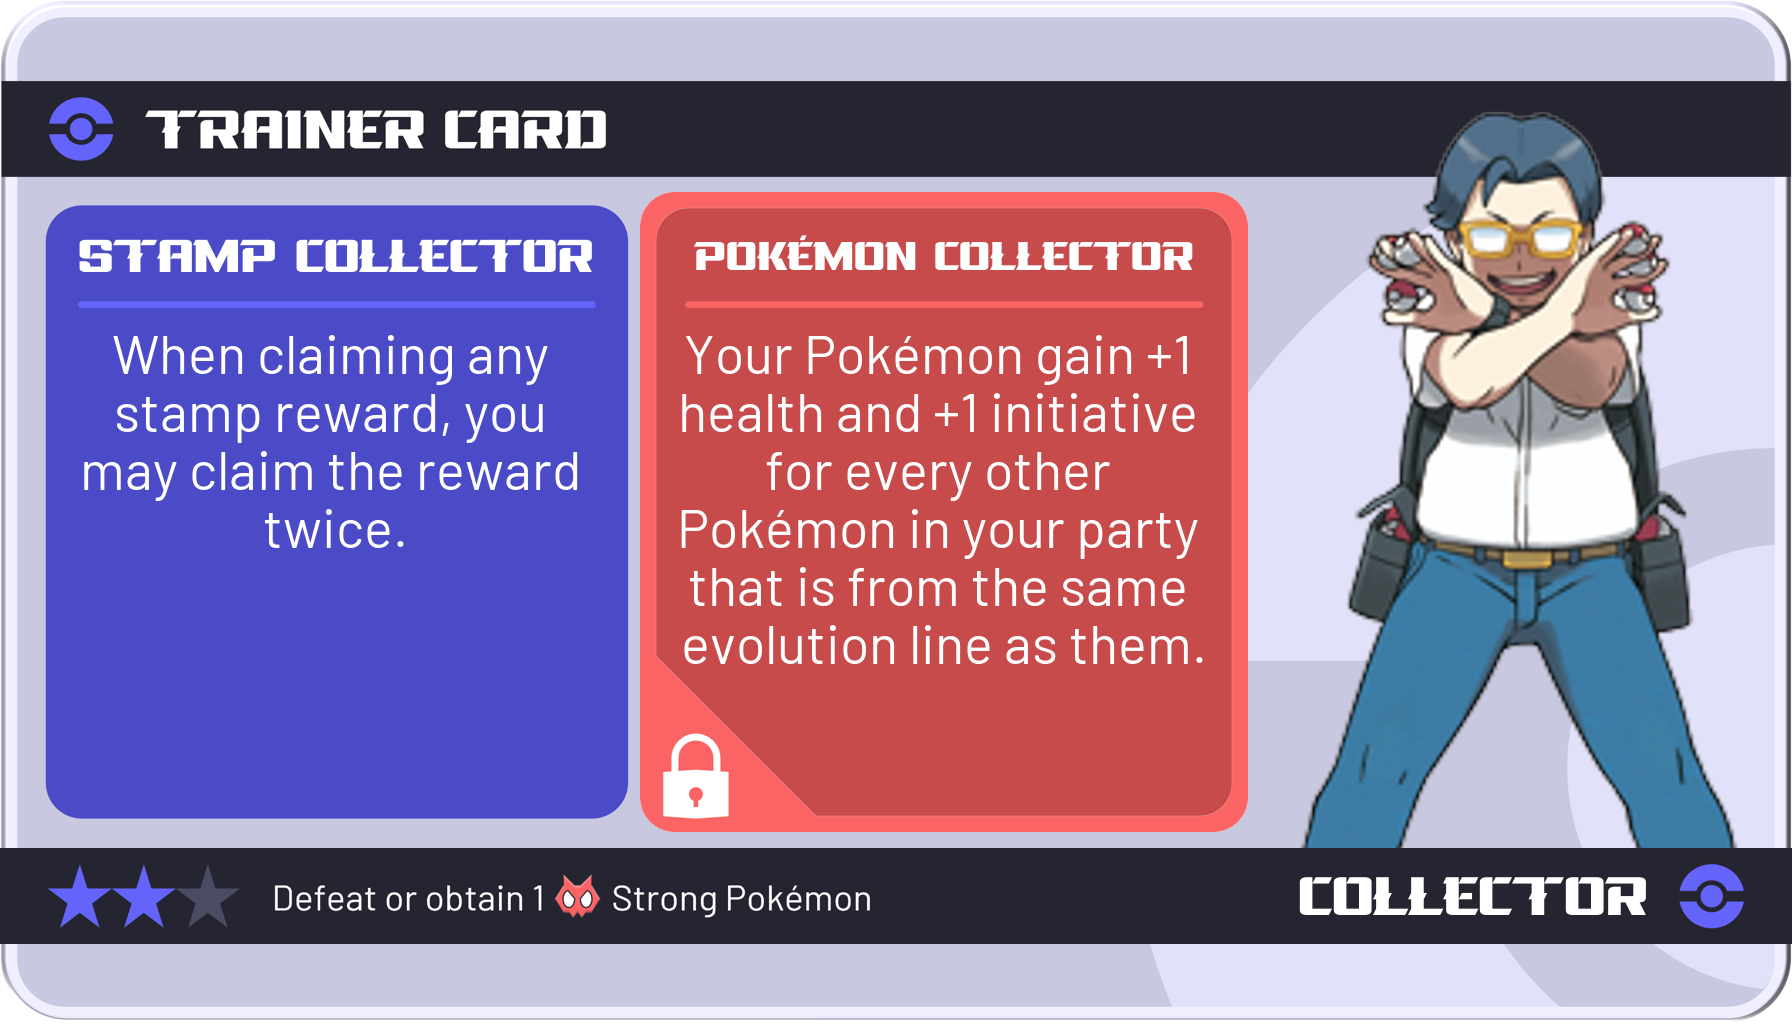 TRAINER CARD
STAMP COLLECTOR
When claiming any
stamp reward, you
may claim the reward
twice.
POKÉMON COLLECTOR
Your Pokémon gain +1
health and +1 initiative
for every other
Pokémon in your party
that is from the same
evolution line as them.
Defeat or obtain 1 Strong Pokémon
COLLECTOR